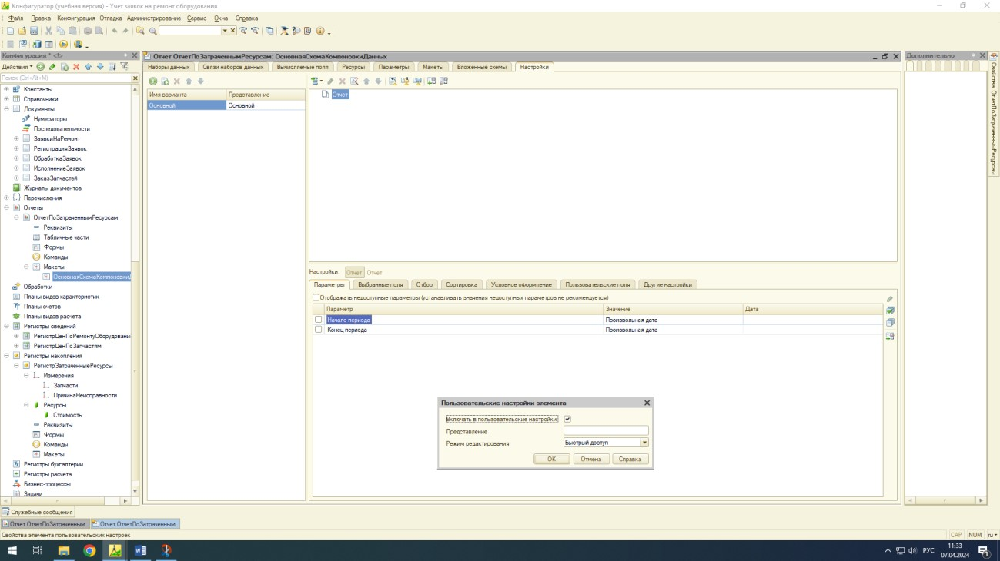 Конфигуратор (учебная версия) - Учет заявок на ремонт оборудования
Файл Правка Конфигурация Отладка Администрирование Сервис Окна Справка
Конфигурация * <!>
Действия
Поиск (Ctrl+Alt+M)
Константы
Справочники
Документы
Нумераторы
Последовательности
ЗаявкиНаРемонт
РегистрацияЗаявок
ОбработкаЗаявок
ИсполнениеЗаявок
ЗаказЗапчастей
Журналы документов
Перечисления
Отчеты
ОтчетПоЗатраченнымРесурсам
Реквизиты
Табличные части
Формы
Команды
Макеты
ОсновнаяСхемаКомпоновкиД
Обработки
Планы видов характеристик
Планы счетов
Планы видов расчета
Регистры сведений
РегистрЦенПоРемонтуОборудовани
РегистрЦенПоЗапчастям
Регистры накопления
РегистрЗатраченныеРесурсы
Измерения
Запчасти
ПричинаНеисправности
Ресурсы
Стоимость
Реквизиты
Формы
Команды
Макеты
Регистры бухгалтерии
Регистры расчета
Бизнес-процессы
Задачи
Отчет ОтчетПоЗатраченнымРесурсам: ОсновнаяСхемаКомпоновкиДанных
Наборы данных Связи наборов данных Вычисляемые поля Ресурсы Параметры Макеты Вложенные схемы Настройки
Имя варианта Представление
Основной Основной
Отчет
Настройки: Отчет Отчет
Параметры Выбранные поля Отбор Сортировка Условное оформление Пользовательские поля Другие настройки
Отображать недоступные параметры (устанавливать значения недоступных параметров не рекомендуется)
Параметр Значение Дата
Начало периода Произвольная дата
Конец периода Произвольная дата
Пользовательские настройки элемента
Включать в пользовательские настройки
Представление
Режим редактирования Быстрый доступ
OK Отмена Справка
Дополнительно
Свойства: ОтчетПоЗатраченнымРесурсам
Служебные сообщения
Отчет ОтчетПоЗатраченным... Отчет ОтчетПоЗатраченным...
Свойства элемента пользовательских настроек
CAP NUM ru
РУС
11:33
07.04.2024